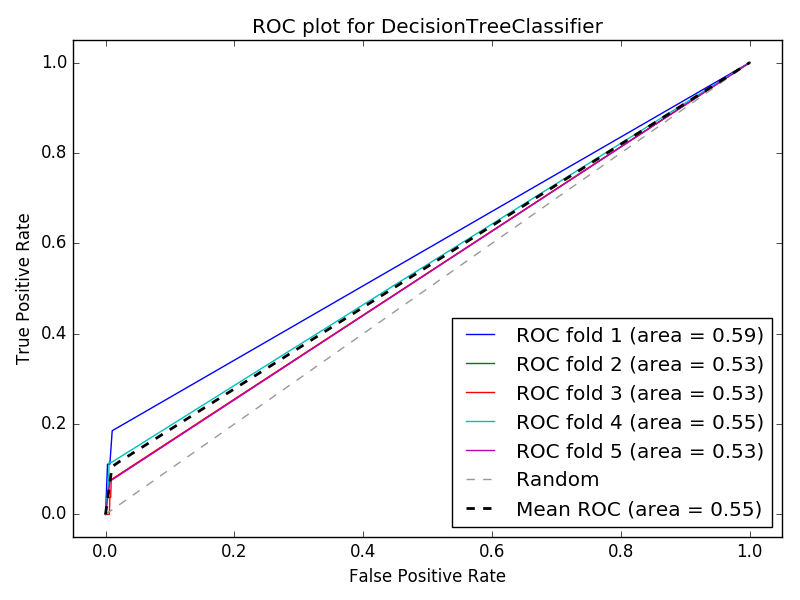 ROC plot for DecisionTreeClassifier
1.0
0.8
0.6
0.4
0.2
0.0
True Positive Rate
ROC fold 1 (area = 0.59)
ROC fold 2 (area = 0.53)
ROC fold 3 (area = 0.53)
ROC fold 4 (area = 0.55)
ROC fold 5 (area = 0.53)
Random
Mean ROC (area = 0.55)
0.0 0.2 0.4 0.6 0.8 1.0
False Positive Rate